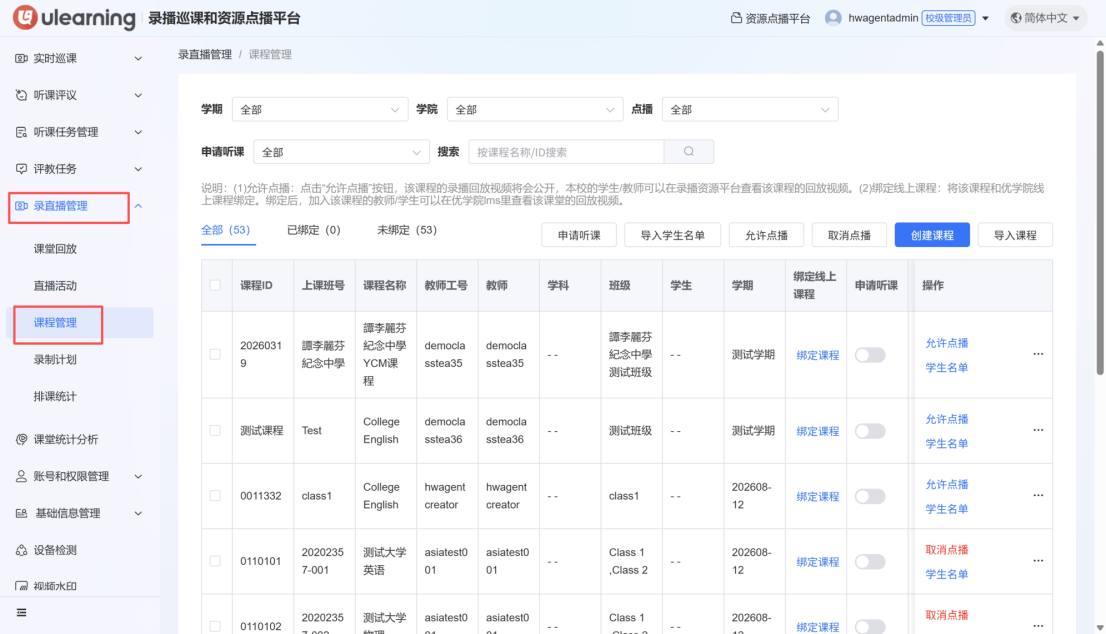 ulearning 录播巡课和资源点播平台
资源点播平台
hwagentadmin 校级管理员
简体中文
实时巡课
听课评议
听课任务管理
评教任务
录直播管理
课堂回放
直播活动
课程管理
录制计划
排课统计
课堂统计分析
账号和权限管理
基础信息管理
设备检测
视频水印
录直播管理 / 课程管理
学期 全部 学院 全部 点播 全部
申请听课 全部 搜索 按课程名称/ID搜索
说明：(1)允许点播：点击“允许点播”按钮，该课程的录播回放视频将会公开，本校的学生/教师可以在录播资源平台查看该课程的回放视频。(2)绑定线上课程：将该课程和优学院线
上课程绑定。绑定后，加入该课程的教师/学生可以在优学院lms里查看该课堂的回放视频。
全部（53） 已绑定（0） 未绑定（53）
申请听课 导入学生名单 允许点播 取消点播 创建课程 导入课程
课程ID 上课班号 课程名称 教师工号 教师 学科 班级 学生 学期 绑定线上课程 申请听课 操作
20260319 譚李麗芬紀念中學 譚李麗芬紀念中學YCM课程 democlasstea35 democlasstea35 - - 譚李麗芬紀念中學测试班级 - - 测试学期 绑定课程 允许点播 学生名单 ···
测试课程 Test College English democlasstea36 democlasstea36 - - 测试班级 - - 测试学期 绑定课程 允许点播 学生名单 ···
0011332 class1 College English hwagentcreator hwagentcreator - - class1 - - 202608-12 绑定课程 允许点播 学生名单 ···
0110101 20202357-001 测试大学英语 asiatest001 asiatest001 - - Class 1,Class 2 - - 202608-12 绑定课程 取消点播 学生名单 ···
0110102 2020235 测试大学 asiatest0 asiatest0 - - Class 1 - - 202608- 绑定课程 取消点播 ···